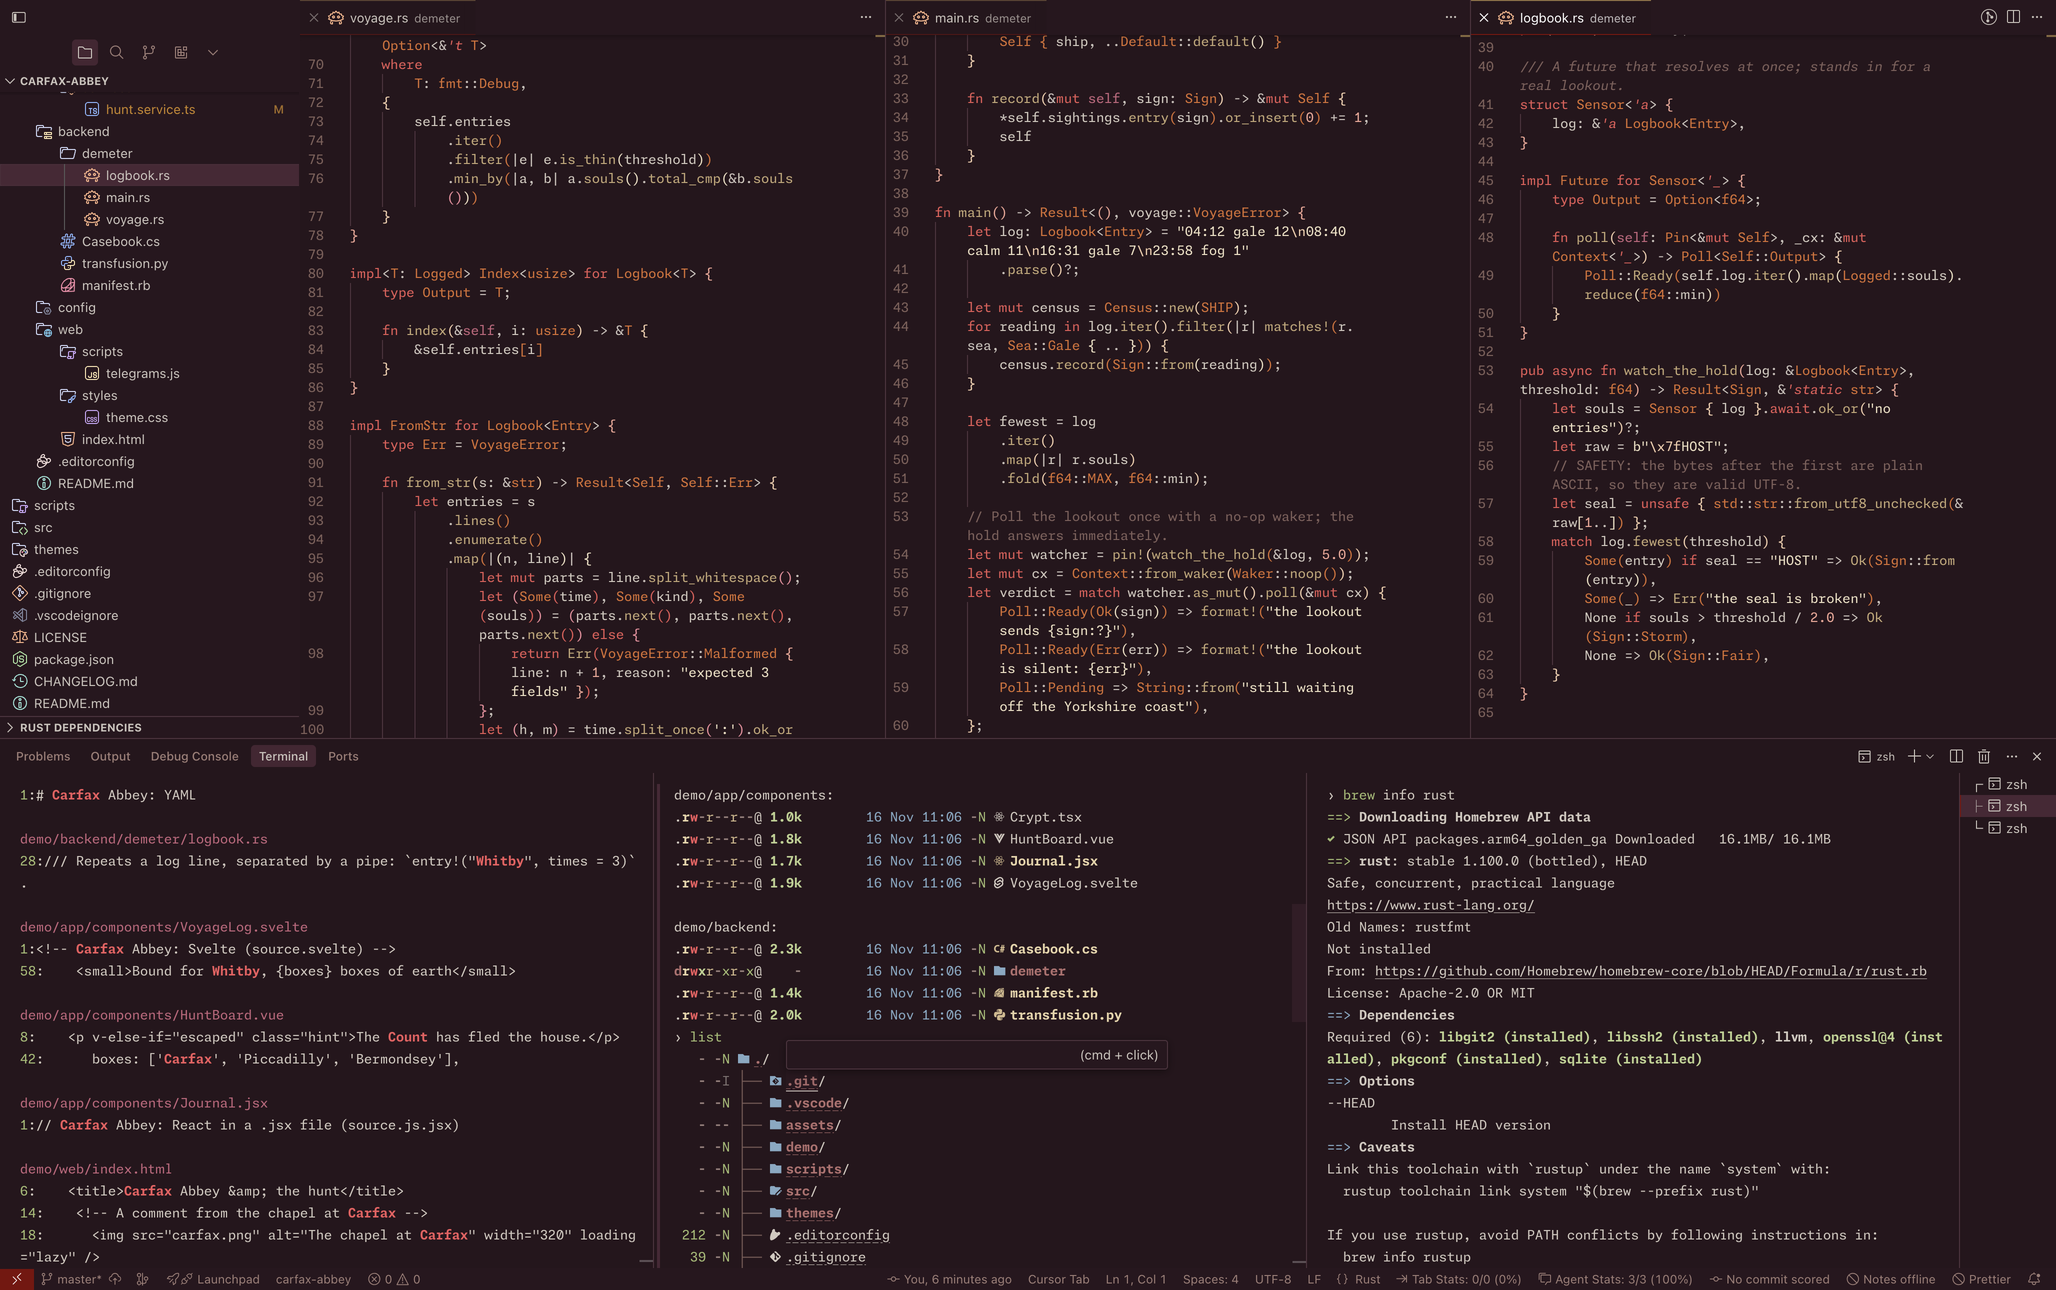 CARFAX-ABBEY
hunt.service.ts M
backend
demeter
logbook.rs
main.rs
voyage.rs
Casebook.cs
transfusion.py
manifest.rb
config
web
scripts
telegrams.js
styles
theme.css
index.html
.editorconfig
README.md
scripts
src
themes
.editorconfig
.gitignore
.vscodeignore
LICENSE
package.json
CHANGELOG.md
README.md
RUST DEPENDENCIES
voyage.rs demeter
Option<&'t T>
70 where
71 T: fmt::Debug,
72 {
73 self.entries
74 .iter()
75 .filter(|e| e.is_thin(threshold))
76 .min_by(|a, b| a.souls().total_cmp(&b.souls
()))
77 }
78 }
79
80 impl<T: Logged> Index<usize> for Logbook<T> {
81 type Output = T;
82
83 fn index(&self, i: usize) -> &T {
84 &self.entries[i]
85 }
86 }
87
88 impl FromStr for Logbook<Entry> {
89 type Err = VoyageError;
90
91 fn from_str(s: &str) -> Result<Self, Self::Err> {
92 let entries = s
93 .lines()
94 .enumerate()
95 .map(|(n, line)| {
96 let mut parts = line.split_whitespace();
97 let (Some(time), Some(kind), Some
(souls)) = (parts.next(), parts.next(),
parts.next()) else {
98 return Err(VoyageError::Malformed {
line: n + 1, reason: "expected 3
fields" });
99 };
100 let (h, m) = time.split_once(':').ok_or
main.rs demeter
30 Self { ship, ..Default::default() }
31 }
32
33 fn record(&mut self, sign: Sign) -> &mut Self {
34 *self.sightings.entry(sign).or_insert(0) += 1;
35 self
36 }
37 }
38
39 fn main() -> Result<(), voyage::VoyageError> {
40 let log: Logbook<Entry> = "04:12 gale 12\n08:40
calm 11\n16:31 gale 7\n23:58 fog 1"
41 .parse()?;
42
43 let mut census = Census::new(SHIP);
44 for reading in log.iter().filter(|r| matches!(r.
sea, Sea::Gale { .. })) {
45 census.record(Sign::from(reading));
46 }
47
48 let fewest = log
49 .iter()
50 .map(|r| r.souls)
51 .fold(f64::MAX, f64::min);
52
53 // Poll the lookout once with a no-op waker; the
hold answers immediately.
54 let mut watcher = pin!(watch_the_hold(&log, 5.0));
55 let mut cx = Context::from_waker(Waker::noop());
56 let verdict = match watcher.as_mut().poll(&mut cx) {
57 Poll::Ready(Ok(sign)) => format!("the lookout
sends {sign:?}"),
58 Poll::Ready(Err(err)) => format!("the lookout
is silent: {err}"),
59 Poll::Pending => String::from("still waiting
off the Yorkshire coast"),
60 };
logbook.rs demeter
39
40 /// A future that resolves at once; stands in for a
real lookout.
41 struct Sensor<'a> {
42 log: &'a Logbook<Entry>,
43 }
44
45 impl Future for Sensor<'_> {
46 type Output = Option<f64>;
47
48 fn poll(self: Pin<&mut Self>, _cx: &mut
Context<'_>) -> Poll<Self::Output> {
49 Poll::Ready(self.log.iter().map(Logged::souls).
reduce(f64::min))
50 }
51 }
52
53 pub async fn watch_the_hold(log: &Logbook<Entry>,
threshold: f64) -> Result<Sign, &'static str> {
54 let souls = Sensor { log }.await.ok_or("no
entries")?;
55 let raw = b"\x7fHOST";
56 // SAFETY: the bytes after the first are plain
ASCII, so they are valid UTF-8.
57 let seal = unsafe { std::str::from_utf8_unchecked(&
raw[1..]) };
58 match log.fewest(threshold) {
59 Some(entry) if seal == "HOST" => Ok(Sign::from
(entry)),
60 Some(_) => Err("the seal is broken"),
61 None if souls > threshold / 2.0 => Ok
(Sign::Storm),
62 None => Ok(Sign::Fair),
63 }
64 }
65
Problems Output Debug Console Terminal Ports
zsh
1:# Carfax Abbey: YAML
demo/backend/demeter/logbook.rs
28:/// Repeats a log line, separated by a pipe: `entry!("Whitby", times = 3)`
.
demo/app/components/VoyageLog.svelte
1:<!-- Carfax Abbey: Svelte (source.svelte) -->
58: <small>Bound for Whitby, {boxes} boxes of earth</small>
demo/app/components/HuntBoard.vue
8: <p v-else-if="escaped" class="hint">The Count has fled the house.</p>
42: boxes: ['Carfax', 'Piccadilly', 'Bermondsey'],
demo/app/components/Journal.jsx
1:// Carfax Abbey: React in a .jsx file (source.js.jsx)
demo/web/index.html
6: <title>Carfax Abbey &amp; the hunt</title>
14: <!-- A comment from the chapel at Carfax -->
18: <img src="carfax.png" alt="The chapel at Carfax" width="320" loading
="lazy" />
demo/app/components:
.rw-r--r--@ 1.0k 16 Nov 11:06 -N Crypt.tsx
.rw-r--r--@ 1.8k 16 Nov 11:06 -N HuntBoard.vue
.rw-r--r--@ 1.7k 16 Nov 11:06 -N Journal.jsx
.rw-r--r--@ 1.9k 16 Nov 11:06 -N VoyageLog.svelte
demo/backend:
.rw-r--r--@ 2.3k 16 Nov 11:06 -N Casebook.cs
drwxr-xr-x@ - 16 Nov 11:06 -N demeter
.rw-r--r--@ 1.4k 16 Nov 11:06 -N manifest.rb
.rw-r--r--@ 2.0k 16 Nov 11:06 -N transfusion.py
› list
- -N ./
(cmd + click)
- -I .git/
- -N .vscode/
- -- assets/
- -N demo/
- -N scripts/
- -N src/
- -N themes/
212 -N .editorconfig
39 -N .gitignore
› brew info rust
==> Downloading Homebrew API data
✔ JSON API packages.arm64_golden_ga Downloaded 16.1MB/ 16.1MB
==> rust: stable 1.100.0 (bottled), HEAD
Safe, concurrent, practical language
https://www.rust-lang.org/
Old Names: rustfmt
Not installed
From: https://github.com/Homebrew/homebrew-core/blob/HEAD/Formula/r/rust.rb
License: Apache-2.0 OR MIT
==> Dependencies
Required (6): libgit2 (installed), libssh2 (installed), llvm, openssl@4 (inst
alled), pkgconf (installed), sqlite (installed)
==> Options
--HEAD
Install HEAD version
==> Caveats
Link this toolchain with `rustup` under the name `system` with:
rustup toolchain link system "$(brew --prefix rust)"
If you use rustup, avoid PATH conflicts by following instructions in:
brew info rustup
zsh
zsh
zsh
master* Launchpad carfax-abbey 0 0 You, 6 minutes ago Cursor Tab Ln 1, Col 1 Spaces: 4 UTF-8 LF {} Rust Tab Stats: 0/0 (0%) Agent Stats: 3/3 (100%) No commit scored Notes offline Prettier